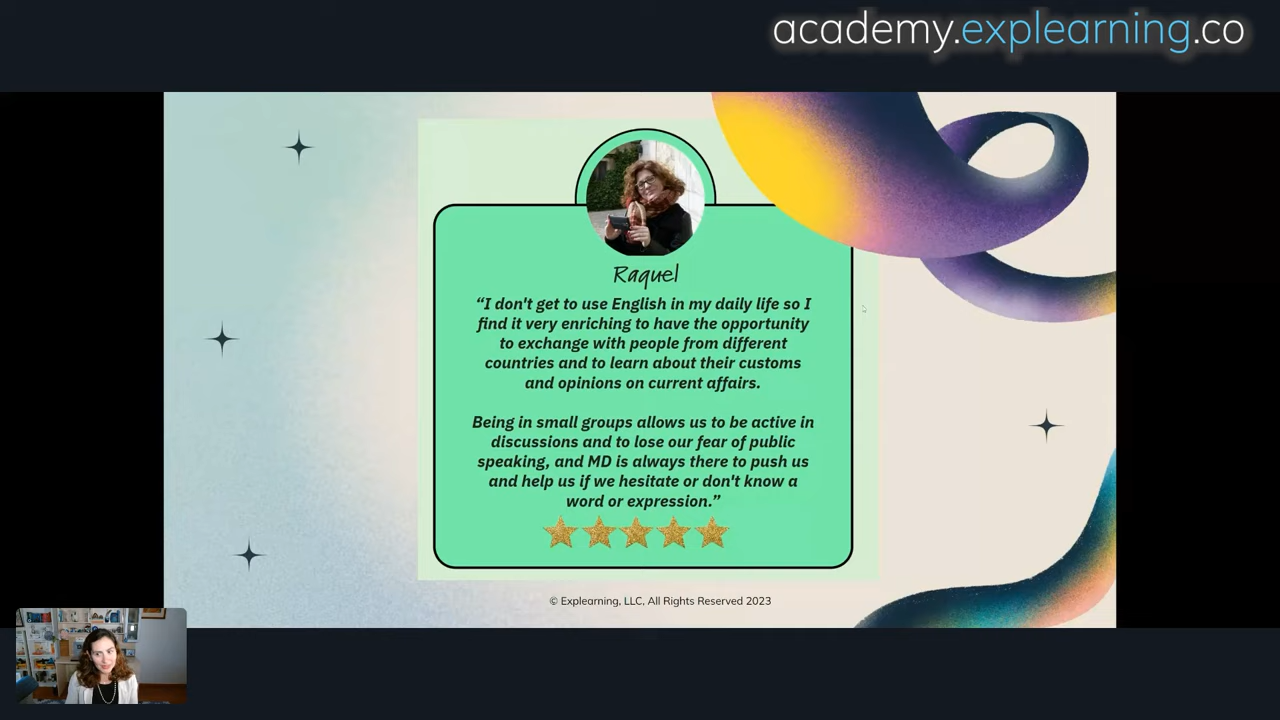 academy.explearning.co
Raquel
“I don't get to use English in my daily life so I
find it very enriching to have the opportunity
to exchange with people from different
countries and to learn about their customs
and opinions on current affairs.
Being in small groups allows us to be active in
discussions and to lose our fear of public
speaking, and MD is always there to push us
and help us if we hesitate or don't know a
word or expression.”
© Explearning, LLC, All Rights Reserved 2023